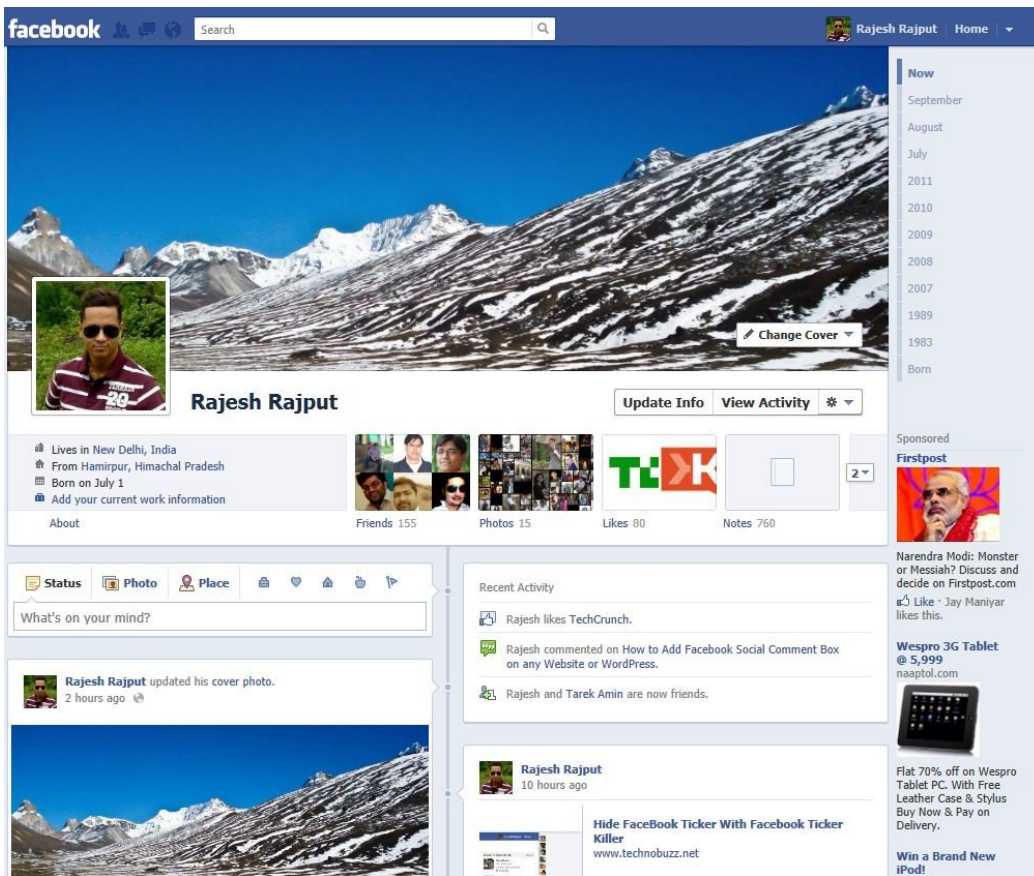 facebook
Search
Rajesh Rajput
Home
Now
September
August
July
2011
2010
2009
2008
2007
1989
1983
Born
Change Cover
Rajesh Rajput
Update Info
View Activity
Lives in New Delhi, India
From Hamirpur, Himachal Pradesh
Born on July 1
Add your current work information
About
Friends 155
Photos 15
Likes 80
Notes 760
2
Status
Photo
Place
What's on your mind?
Rajesh Rajput updated his cover photo.
2 hours ago
Recent Activity
Rajesh likes TechCrunch.
Rajesh commented on How to Add Facebook Social Comment Box
on any Website or WordPress.
Rajesh and Tarek Amin are now friends.
Rajesh Rajput
10 hours ago
Hide FaceBook Ticker With Facebook Ticker
Killer
www.technobuzz.net
Sponsored
Firstpost
Narendra Modi: Monster
or Messiah? Discuss and
decide on Firstpost.com
Like · Jay Maniyar
likes this.
Wespro 3G Tablet
@ 5,999
naaptol.com
Flat 70% off on Wespro
Tablet PC. With Free
Leather Case & Stylus
Buy Now & Pay on
Delivery.
Win a Brand New
iPod!